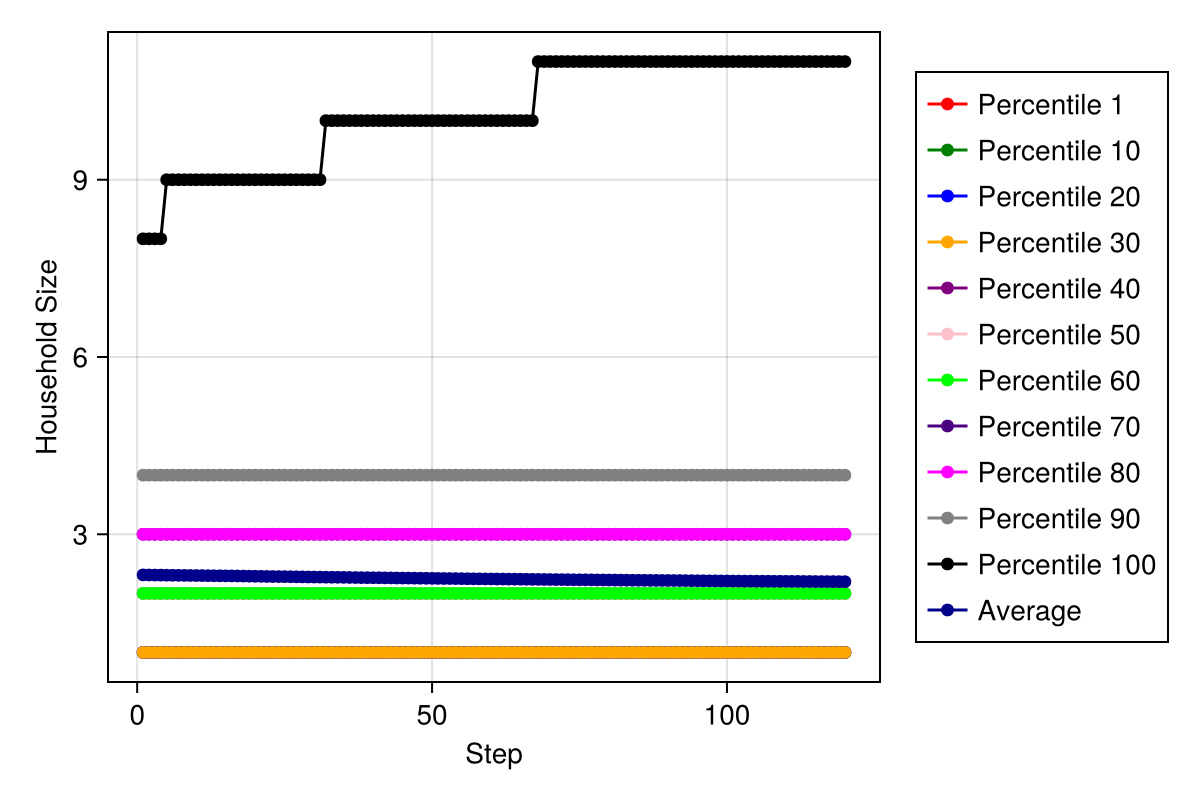 Household Size
9
6
3
0
50
100
Step
Percentile 1
Percentile 10
Percentile 20
Percentile 30
Percentile 40
Percentile 50
Percentile 60
Percentile 70
Percentile 80
Percentile 90
Percentile 100
Average